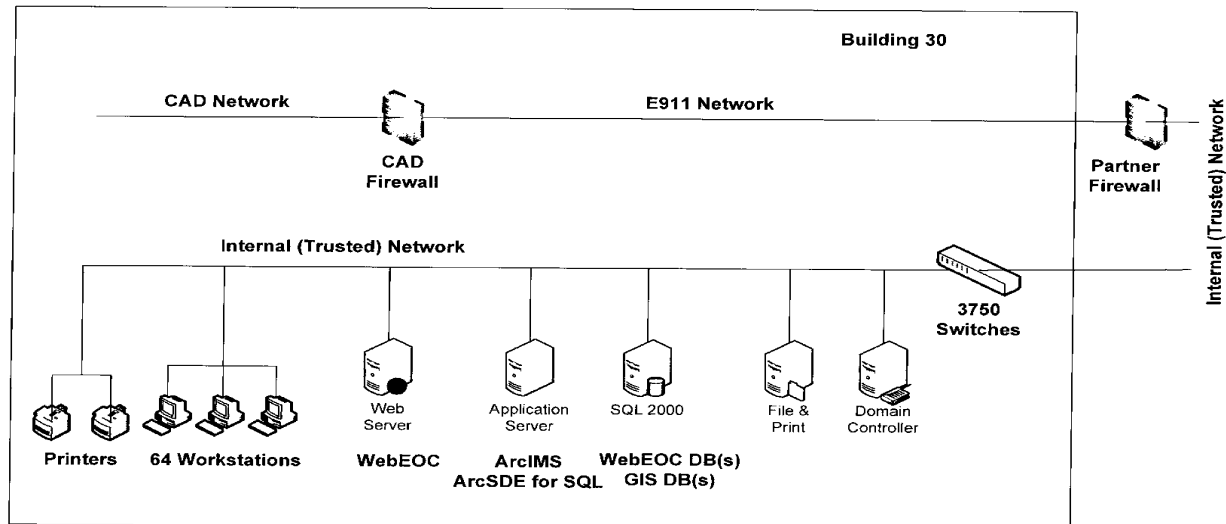 Building 30
CAD Network
E911 Network
CAD
Firewall
Partner
Firewall
Internal (Trusted) Network
Internal (Trusted) Network
3750
Switches
Web
Server
Application
Server
SQL 2000
File &
Print
Domain
Controller
Printers
64 Workstations
WebEOC
ArcIMS
ArcSDE for SQL
WebEOC DB(s)
GIS DB(s)